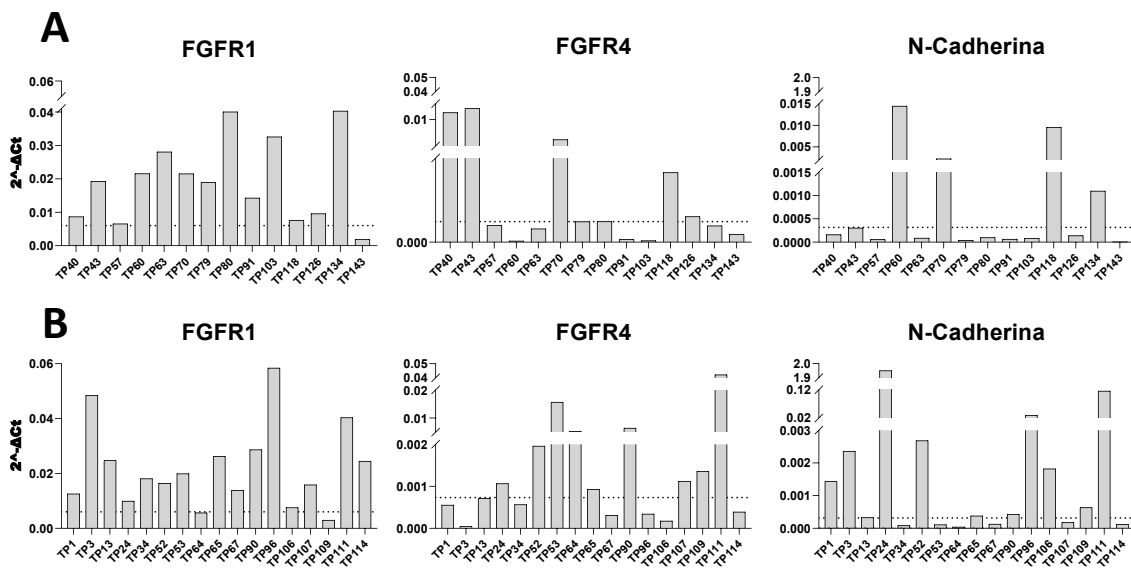 A
FGFR1
FGFR4
N-Cadherina
2^-ΔCt
0.06
0.04
0.03
0.02
0.01
0.00
TP40 TP43 TP57 TP60 TP63 TP70 TP79 TP80 TP91 TP103 TP118 TP126 TP134 TP143
0.05
0.04
0.01
0.000
TP40 TP43 TP57 TP60 TP63 TP70 TP79 TP80 TP91 TP103 TP118 TP126 TP134 TP143
2.0
1.9
0.015
0.010
0.005
0.0015
0.0010
0.0005
0.0000
TP40 TP43 TP57 TP60 TP63 TP70 TP79 TP80 TP91 TP103 TP118 TP126 TP134 TP143
B
FGFR1
FGFR4
N-Cadherina
2^-ΔCt
0.06
0.04
0.02
0.00
TP1 TP3 TP13 TP24 TP34 TP52 TP53 TP64 TP65 TP67 TP90 TP96 TP106 TP107 TP109 TP111 TP114
0.05
0.04
0.02
0.01
0.002
0.001
0.000
TP1 TP3 TP13 TP24 TP34 TP52 TP53 TP64 TP65 TP67 TP90 TP96 TP106 TP107 TP109 TP111 TP114
2.0
1.9
0.12
0.02
0.003
0.002
0.001
0.000
TP1 TP3 TP13 TP24 TP34 TP52 TP53 TP64 TP65 TP67 TP90 TP96 TP106 TP107 TP109 TP111 TP114